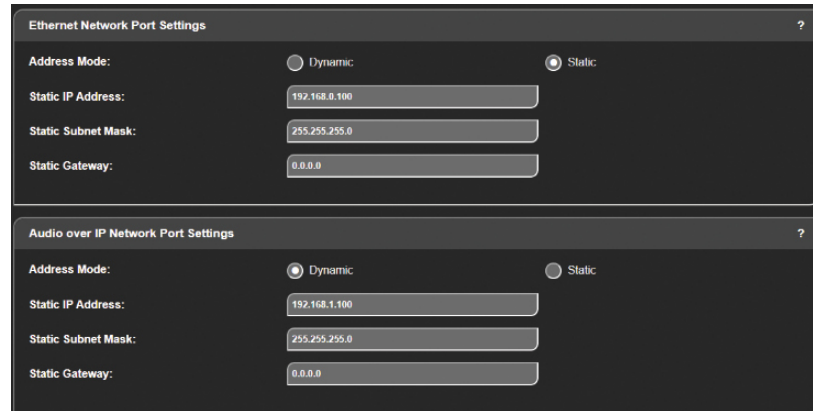 Ethernet Network Port Settings ?
Address Mode: Dynamic Static
Static IP Address: 192.168.0.100
Static Subnet Mask: 255.255.255.0
Static Gateway: 0.0.0.0
Audio over IP Network Port Settings ?
Address Mode: Dynamic Static
Static IP Address: 192.168.1.100
Static Subnet Mask: 255.255.255.0
Static Gateway: 0.0.0.0